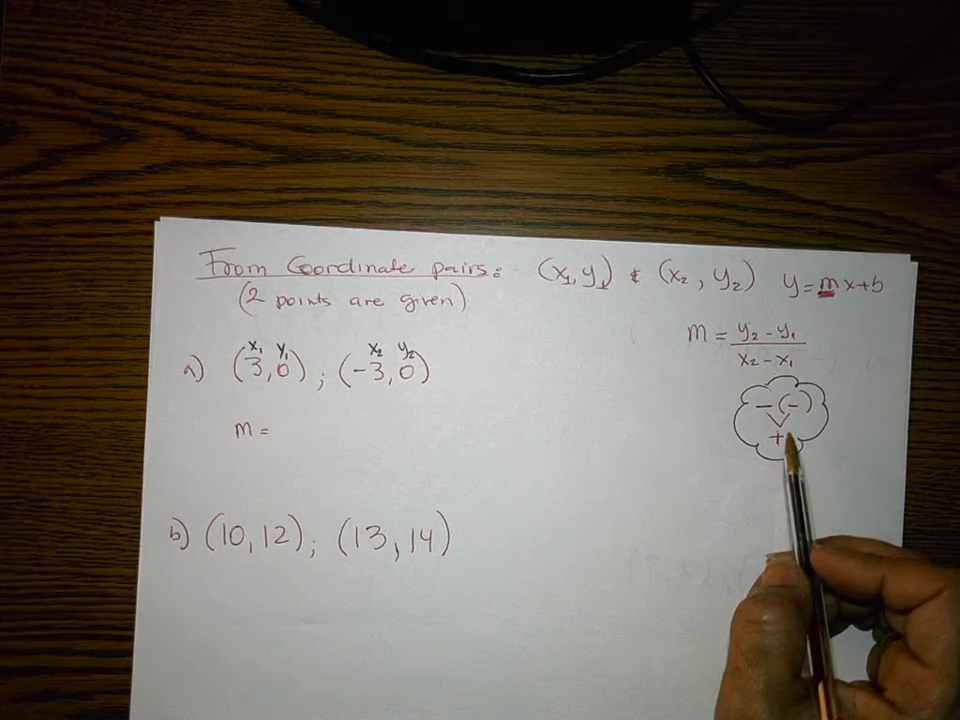 From Coordinate pairs: (x1, y1) & (x2, y2) y = mx+b
(2 points are given)
m = y2 - y1 / x2 - x1
x1 y1 x2 y2
a) (3, 0) ; (-3, 0)
- (-)
+
m =
b) (10, 12) ; (13, 14)